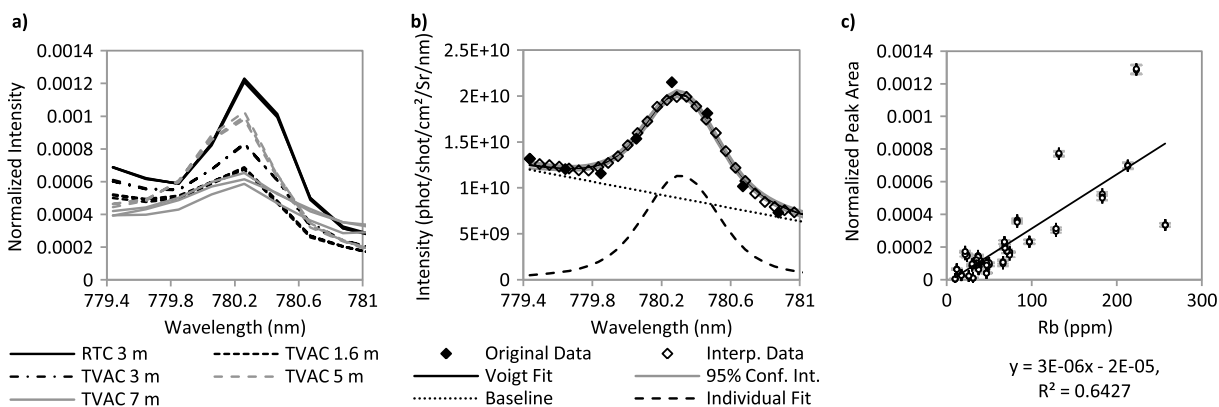 a)
Normalized Intensity
0.0014
0.0012
0.001
0.0008
0.0006
0.0004
0.0002
0
779.4 779.8 780.2 780.6 781
Wavelength (nm)
RTC 3 m
TVAC 1.6 m
TVAC 3 m
TVAC 5 m
TVAC 7 m
b)
Intensity (phot/shot/cm²/Sr/nm)
2.5E+10
2E+10
1.5E+10
1E+10
5E+09
0
779.4 779.8 780.2 780.6 781
Wavelength (nm)
Original Data
Interp. Data
Voigt Fit
95% Conf. Int.
Baseline
Individual Fit
c)
Normalized Peak Area
0.0014
0.0012
0.001
0.0008
0.0006
0.0004
0.0002
0
0 100 200 300
Rb (ppm)
y = 3E-06x - 2E-05,
R² = 0.6427